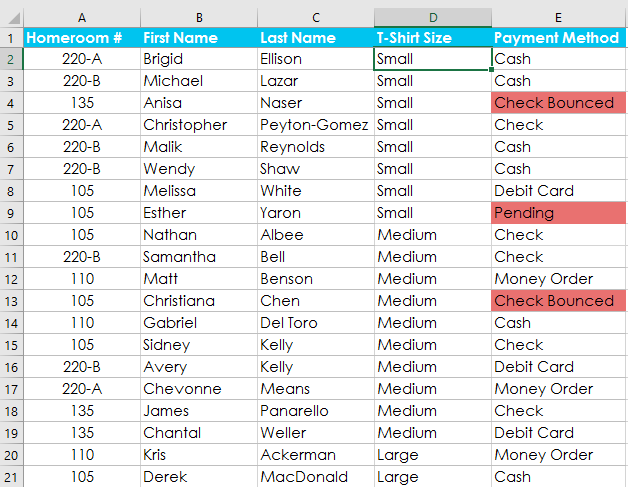 A B C D E
1 Homeroom # First Name Last Name T-Shirt Size Payment Method
2 220-A Brigid Ellison Small Cash
3 220-B Michael Lazar Small Cash
4 135 Anisa Naser Small Check Bounced
5 220-A Christopher Peyton-Gomez Small Check
6 220-B Malik Reynolds Small Cash
7 220-B Wendy Shaw Small Cash
8 105 Melissa White Small Debit Card
9 105 Esther Yaron Small Pending
10 105 Nathan Albee Medium Check
11 220-B Samantha Bell Medium Check
12 110 Matt Benson Medium Money Order
13 105 Christiana Chen Medium Check Bounced
14 110 Gabriel Del Toro Medium Cash
15 105 Sidney Kelly Medium Check
16 220-B Avery Kelly Medium Debit Card
17 220-A Chevonne Means Medium Money Order
18 135 James Panarello Medium Check
19 135 Chantal Weller Medium Debit Card
20 110 Kris Ackerman Large Money Order
21 105 Derek MacDonald Large Cash